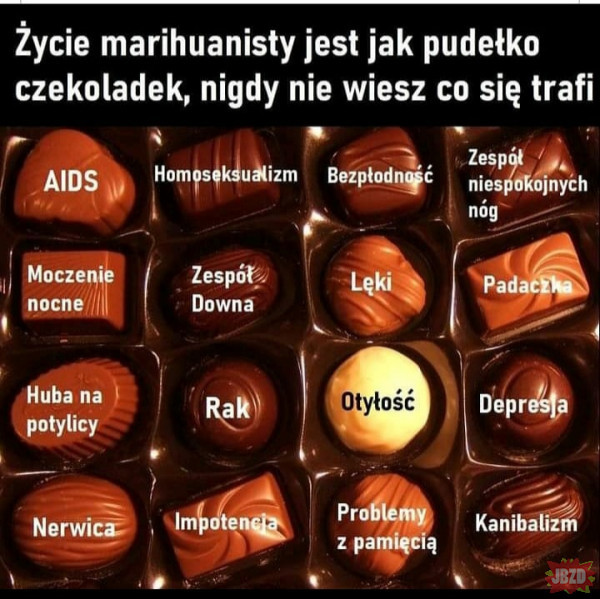 Życie marihuanisty jest jak pudełko
czekoladek, nigdy nie wiesz co się trafi
AIDS
Homoseksualizm
Bezpłodność
Zespół
niespokojnych
nóg
Moczenie
nocne
Zespół
Downa
Lęki
Padaczka
Huba na
potylicy
Rak
Otyłość
Depresja
Nerwica
Impotencja
Problemy
z pamięcią
Kanibalizm
JBZD